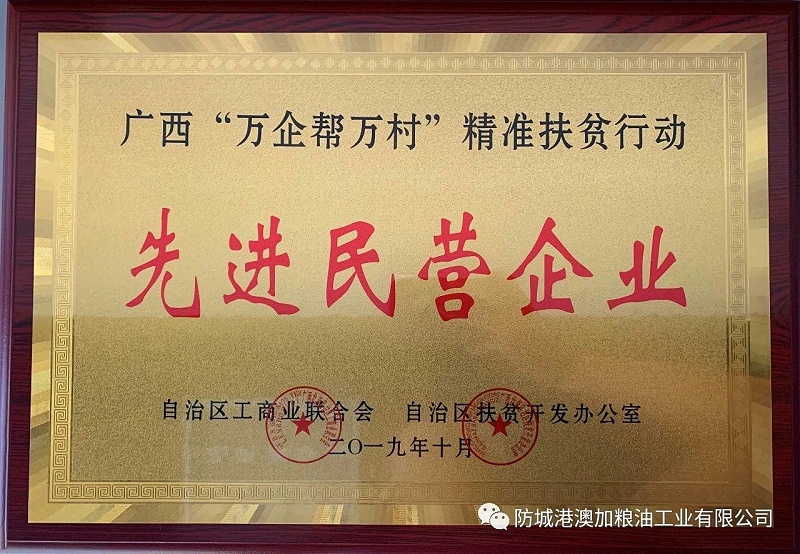 广西“万企帮万村”精准扶贫行动
先进民营企业
自治区工商业联合会 自治区扶贫开发办公室
二〇一九年十月
防城港澳加粮油工业有限公司